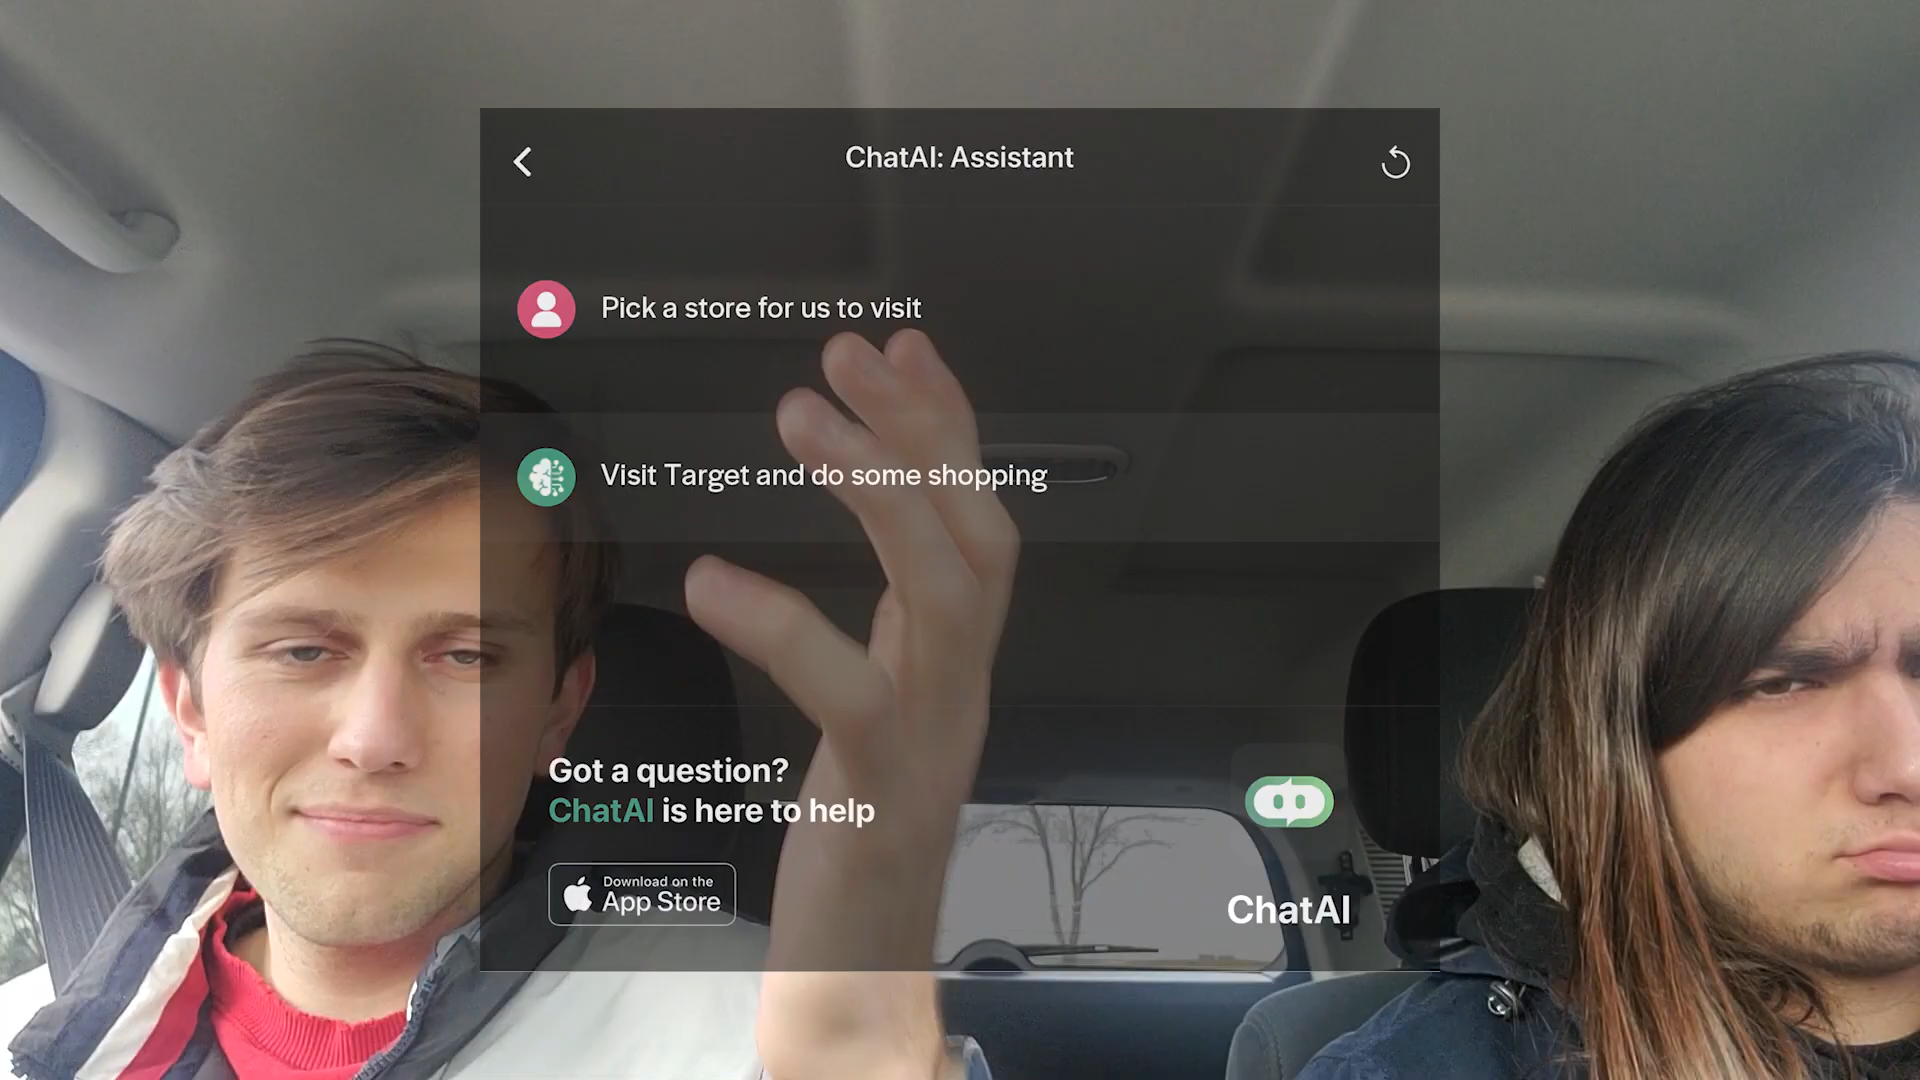 ChatAI: Assistant
Pick a store for us to visit
Visit Target and do some shopping
Got a question?
ChatAI is here to help
Download on the
App Store
ChatAI